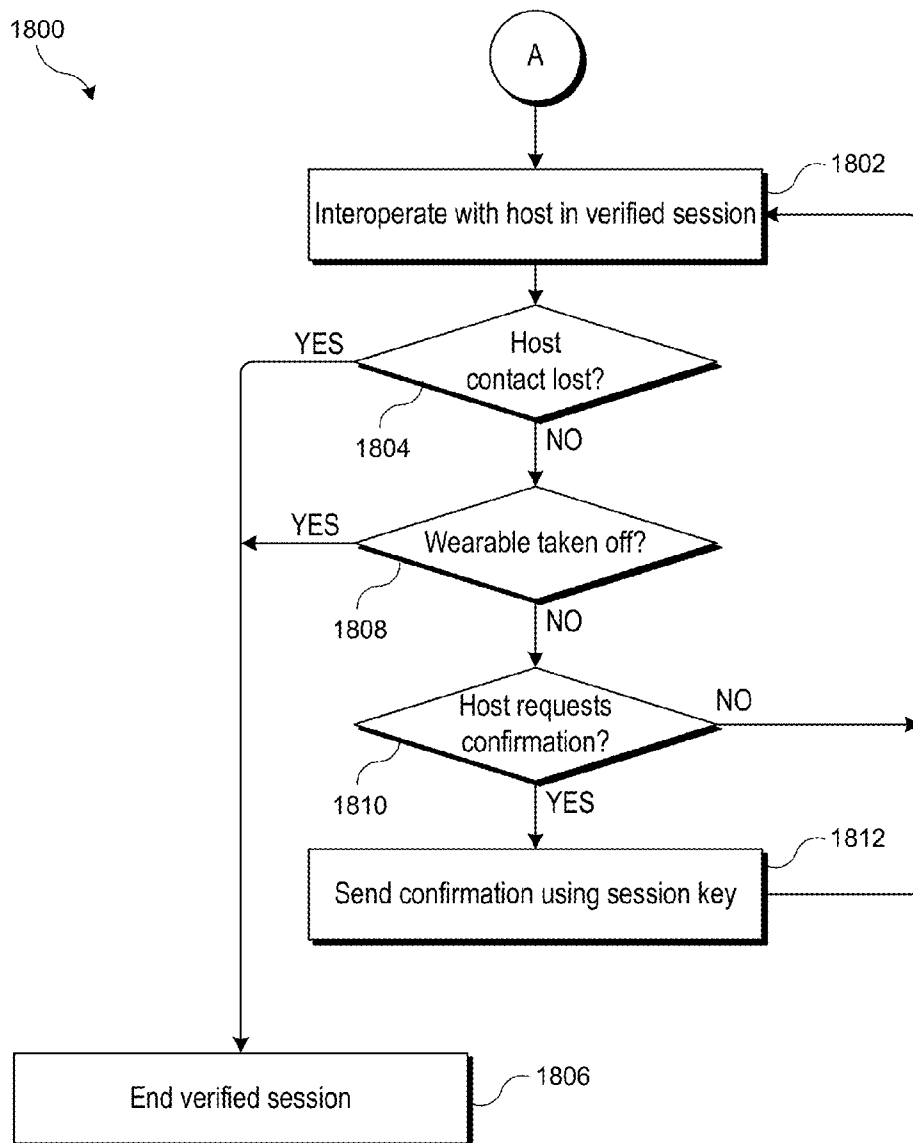 1800
A
1802
Interoperate with host in verified session
YES
Host
contact lost?
1804
NO
YES
Wearable taken off?
1808
NO
Host requests
confirmation?
NO
1810
YES
1812
Send confirmation using session key
End verified session
1806